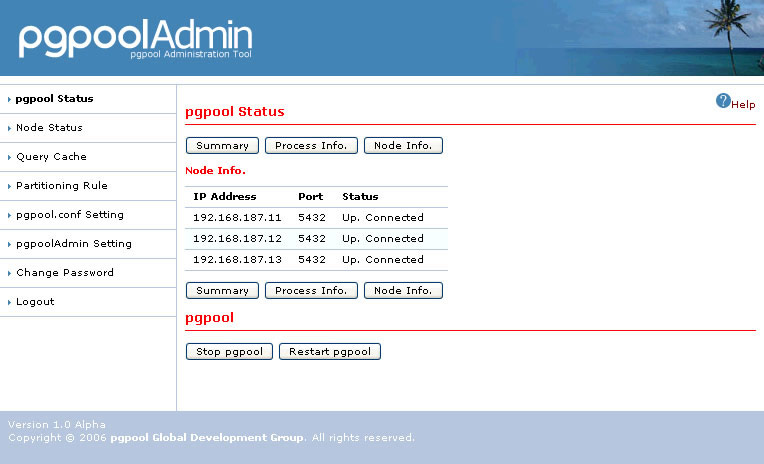 pgpoolAdmin
pgpool Administration Tool
pgpool Status
Node Status
Query Cache
Partitioning Rule
pgpool.conf Setting
pgpoolAdmin Setting
Change Password
Logout
? Help
pgpool Status
Summary Process Info. Node Info.
Node Info.
IP Address Port Status
192.168.187.11 5432 Up. Connected
192.168.187.12 5432 Up. Connected
192.168.187.13 5432 Up. Connected
Summary Process Info. Node Info.
pgpool
Stop pgpool Restart pgpool
Version 1.0 Alpha
Copyright © 2006 pgpool Global Development Group. All rights reserved.